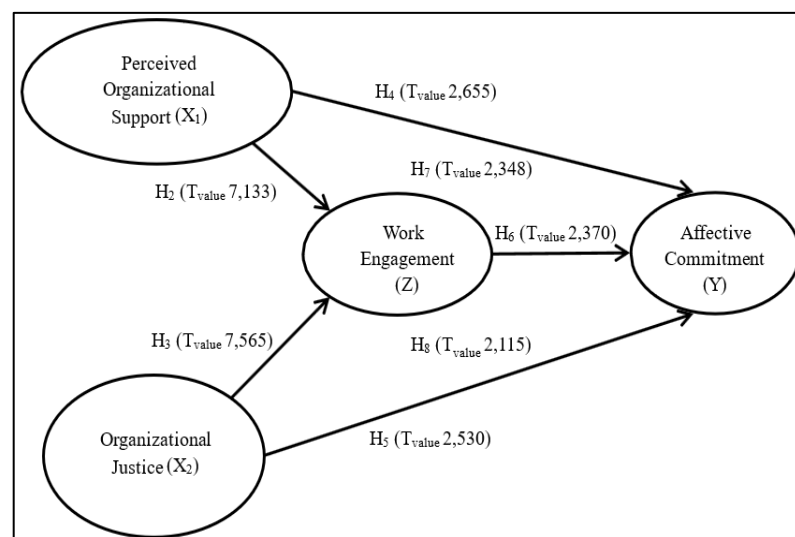 Perceived
Organizational
Support (X₁)
H₄ (Tvalue 2,655)
H₇ (Tvalue 2,348)
H₂ (Tvalue 7,133)
Work
Engagement
(Z)
H₆ (Tvalue 2,370)
Affective
Commitment
(Y)
H₃ (Tvalue 7,565)
H₈ (Tvalue 2,115)
Organizational
Justice (X₂)
H₅ (Tvalue 2,530)